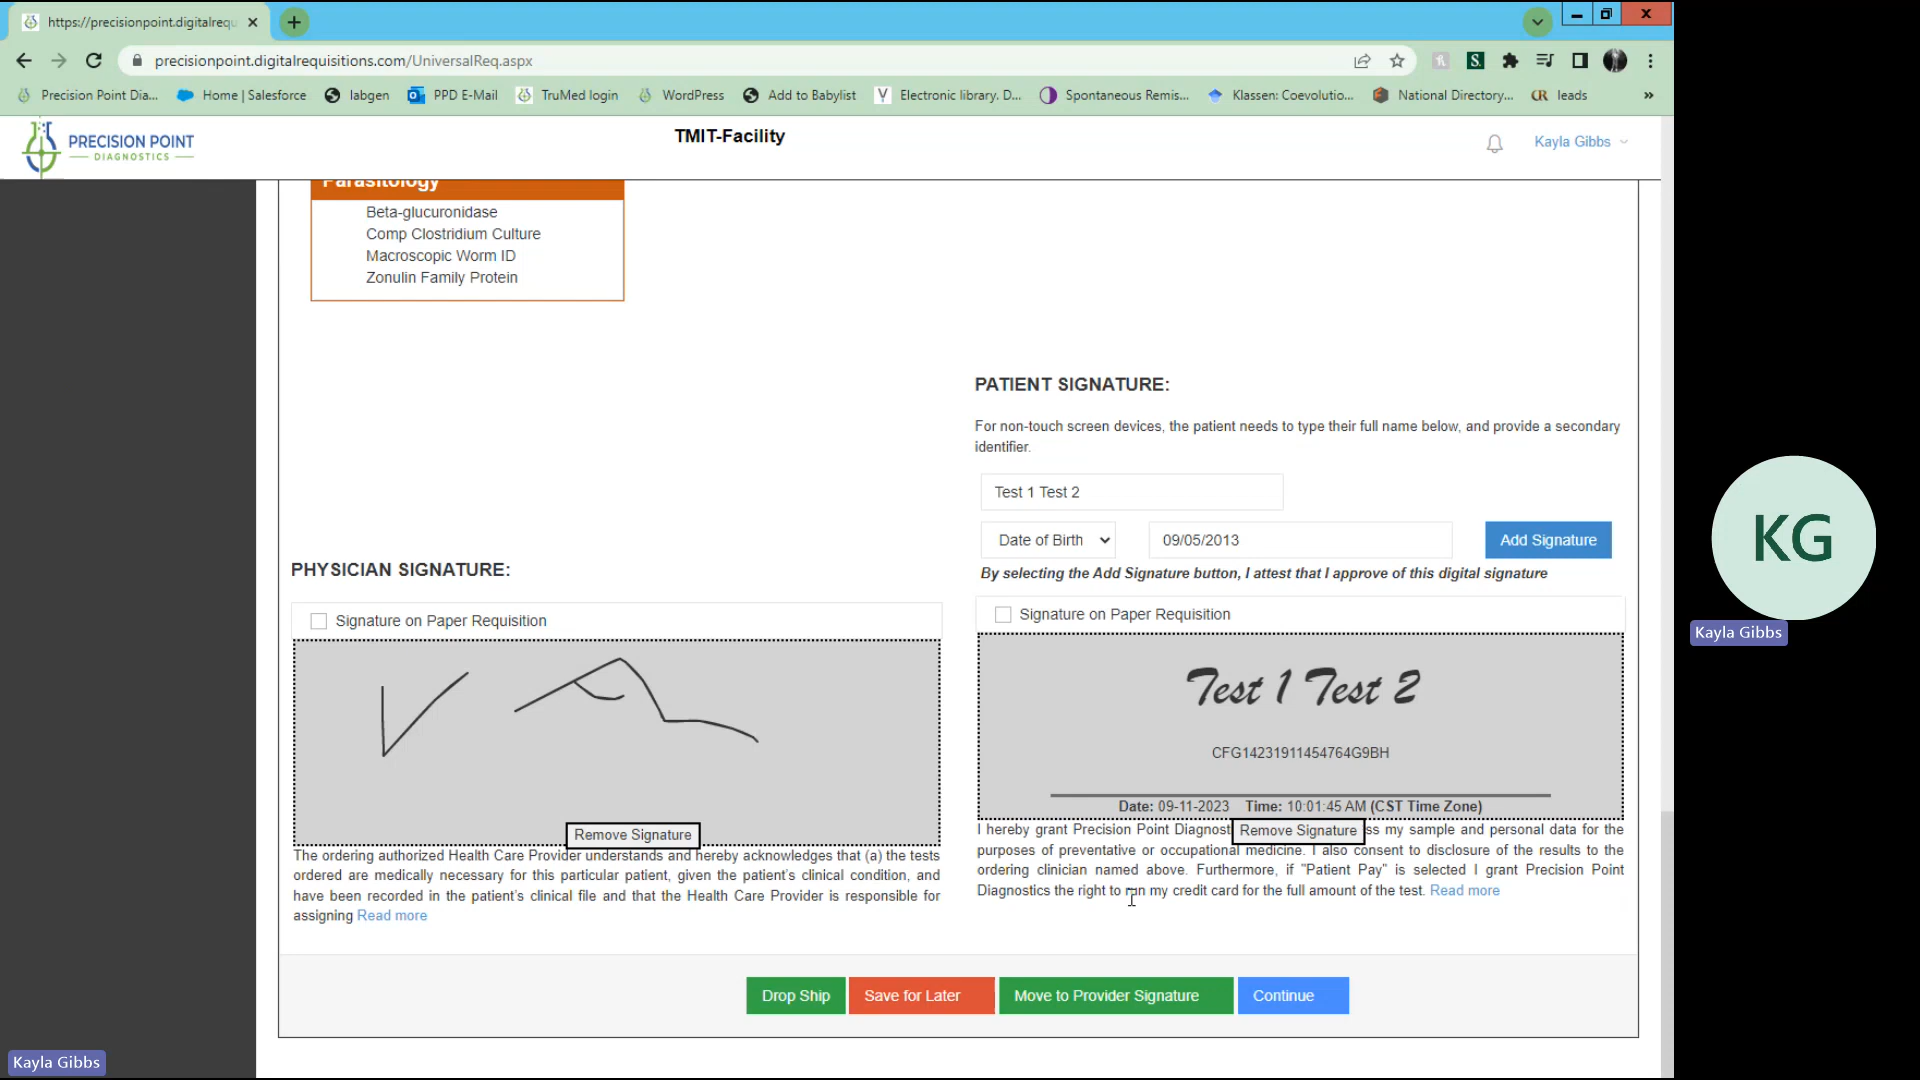 https://precisionpoint.digitalrequ
precisionpoint.digitalrequisitions.com/UniversalReq.aspx
Precision Point Dia...
Home | Salesforce
labgen
PPD E-Mail
TruMed login
WordPress
Add to Babylist
Electronic library. D...
Spontaneous Remis...
Klassen: Coevolutio...
National Directory...
CR leads
»
PRECISION POINT
DIAGNOSTICS
TMIT-Facility
Kayla Gibbs
Parasitology
Beta-glucuronidase
Comp Clostridium Culture
Macroscopic Worm ID
Zonulin Family Protein
PATIENT SIGNATURE:
For non-touch screen devices, the patient needs to type their full name below, and provide a secondary
identifier.
Test 1 Test 2
Date of Birth
09/05/2013
Add Signature
By selecting the Add Signature button, I attest that I approve of this digital signature
PHYSICIAN SIGNATURE:
Signature on Paper Requisition
Remove Signature
The ordering authorized Health Care Provider understands and hereby acknowledges that (a) the tests
ordered are medically necessary for this particular patient, given the patient's clinical condition, and
have been recorded in the patient's clinical file and that the Health Care Provider is responsible for
assigning Read more
Signature on Paper Requisition
Test 1 Test 2
CFG14231911454764G9BH
Date: 09-11-2023 Time: 10:01:45 AM (CST Time Zone)
Remove Signature
I hereby grant Precision Point Diagnost ss my sample and personal data for the
purposes of preventative or occupational medicine. I also consent to disclosure of the results to the
ordering clinician named above. Furthermore, if "Patient Pay" is selected I grant Precision Point
Diagnostics the right to run my credit card for the full amount of the test. Read more
Drop Ship
Save for Later
Move to Provider Signature
Continue
KG
Kayla Gibbs
Kayla Gibbs